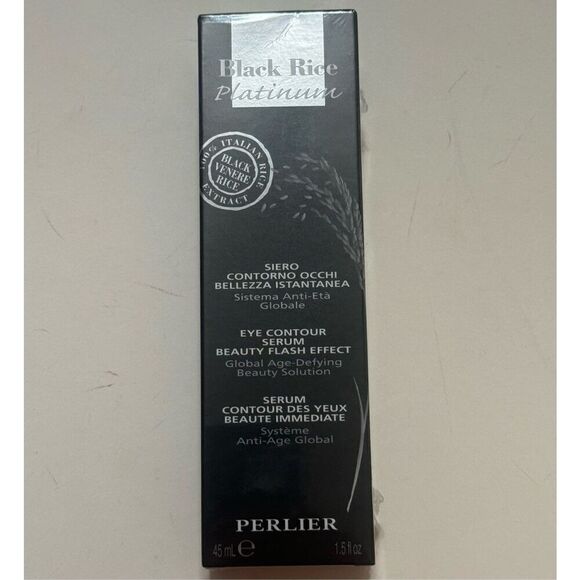 Black Rice
Platinum
100% ITALIAN RICE
EXTRACT
BLACK
VENERE
RICE
SIERO
CONTORNO OCCHI
BELLEZZA ISTANTANEA
Sistema Anti-Età
Globale
EYE CONTOUR
SERUM
BEAUTY FLASH EFFECT
Global Age-Defying
Beauty Solution
SERUM
CONTOUR DES YEUX
BEAUTE IMMEDIATE
Système
Anti-Age Global
PERLIER
45 mL ℮ 1.5 fl oz